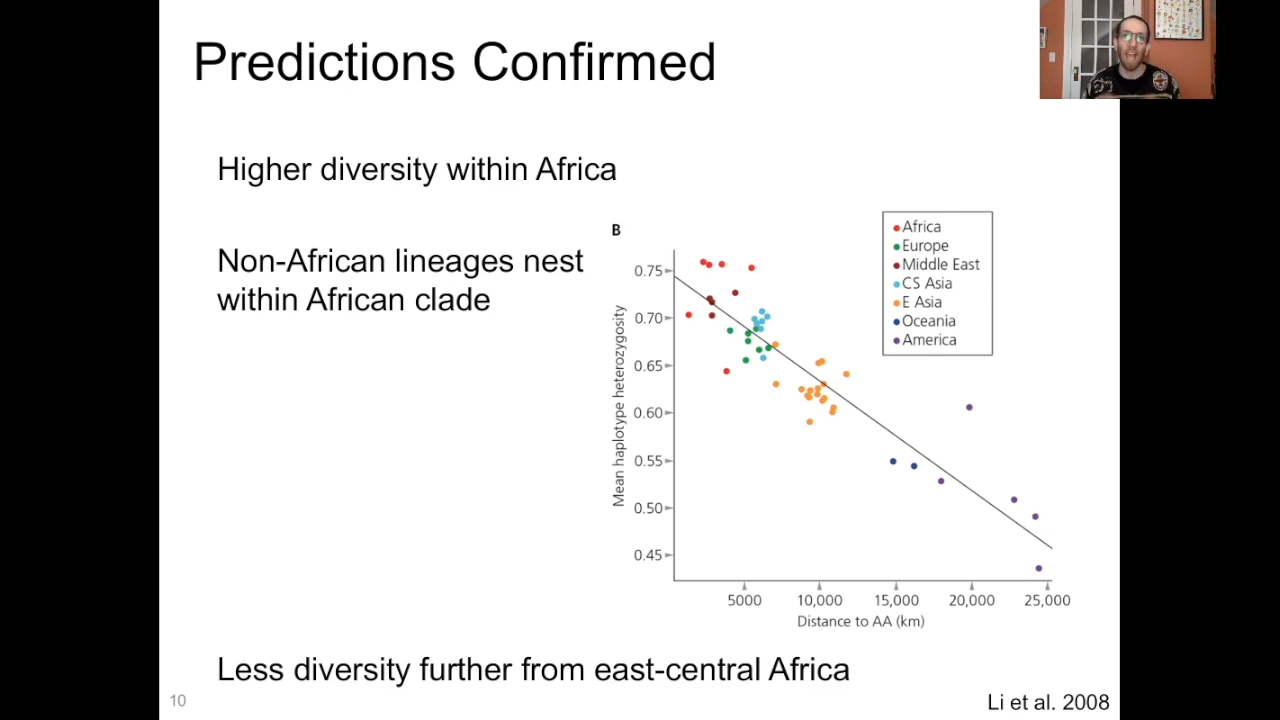 Predictions Confirmed
Higher diversity within Africa
Non-African lineages nest
within African clade
B
Africa
Europe
Middle East
CS Asia
E Asia
Oceania
America
0.75
0.70
0.65
0.60
0.55
0.50
0.45
Mean haplotype heterozygosity
5000 10,000 15,000 20,000 25,000
Distance to AA (km)
Less diversity further from east-central Africa
10
Li et al. 2008